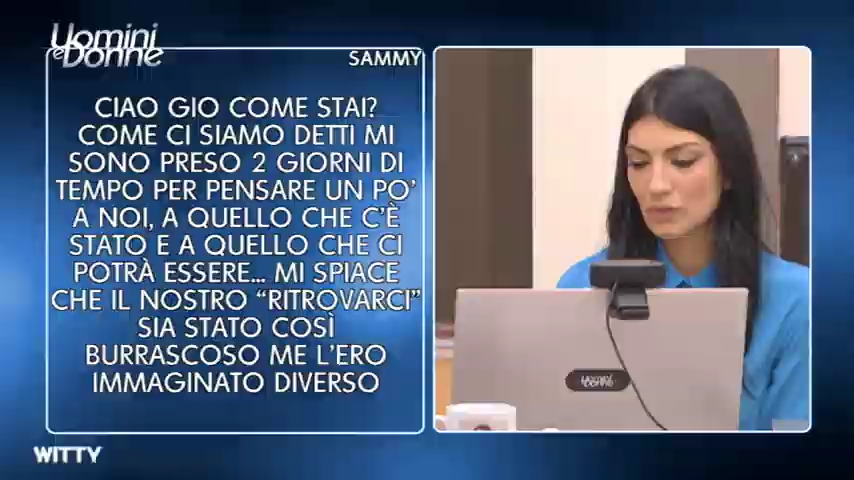 Uomini
e Donne
SAMMY
CIAO GIO COME STAI?
COME CI SIAMO DETTI MI
SONO PRESO 2 GIORNI DI
TEMPO PER PENSARE UN PO'
A NOI, A QUELLO CHE C'È
STATO E A QUELLO CHE CI
POTRÀ ESSERE... MI SPIACE
CHE IL NOSTRO “RITROVARCI”
SIA STATO COSÌ
BURRASCOSO ME L'ERO
IMMAGINATO DIVERSO
Uomini
e Donne
WITTY